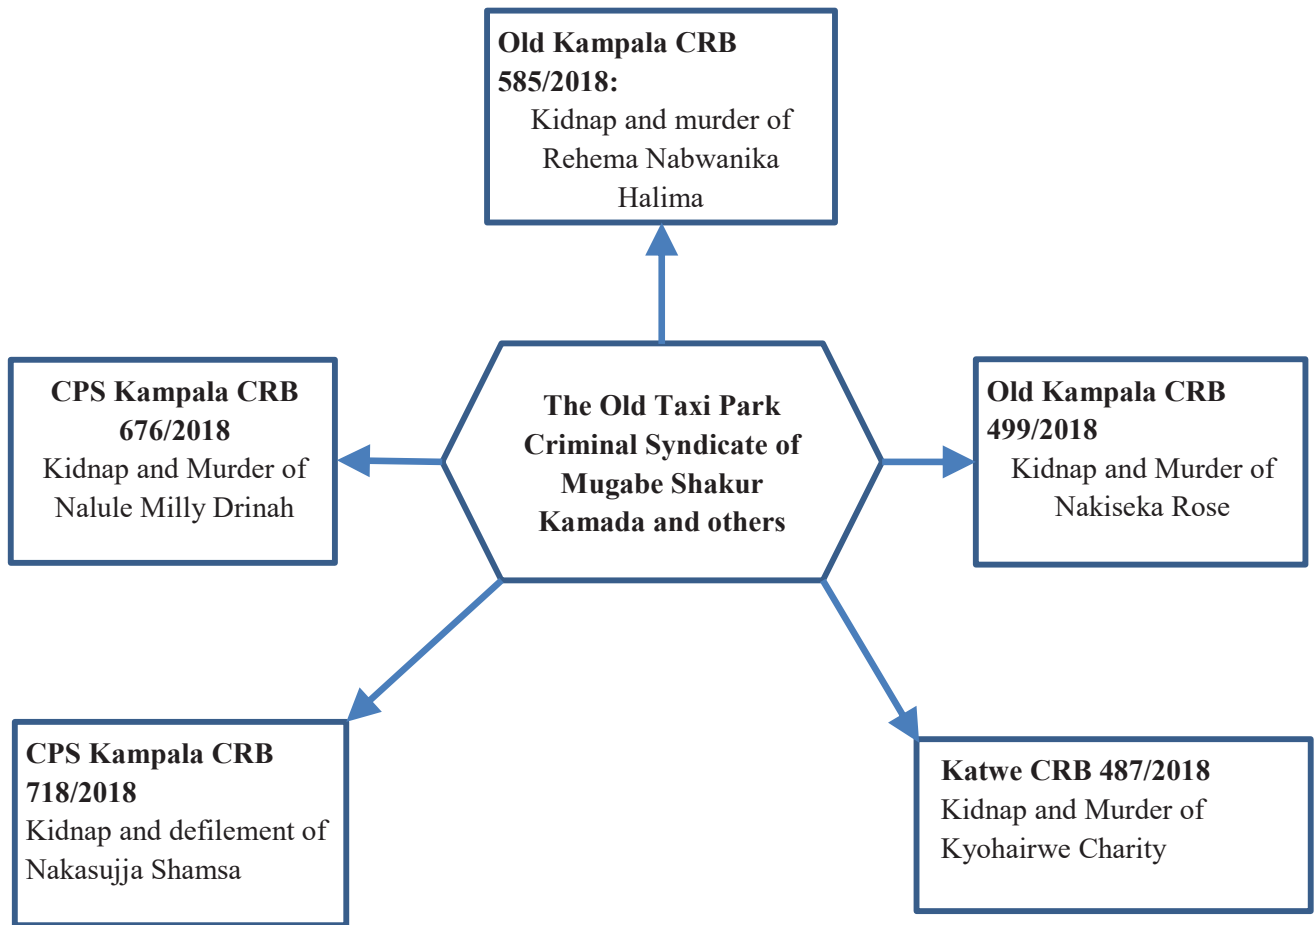 Old Kampala CRB
585/2018:
Kidnap and murder of
Rehema Nabwanika
Halima
CPS Kampala CRB
676/2018
Kidnap and Murder of
Nalule Milly Drinah
The Old Taxi Park
Criminal Syndicate of
Mugabe Shakur
Kamada and others
Old Kampala CRB
499/2018
Kidnap and Murder of
Nakiseka Rose
CPS Kampala CRB
718/2018
Kidnap and defilement of
Nakasujja Shamsa
Katwe CRB 487/2018
Kidnap and Murder of
Kyohairwe Charity